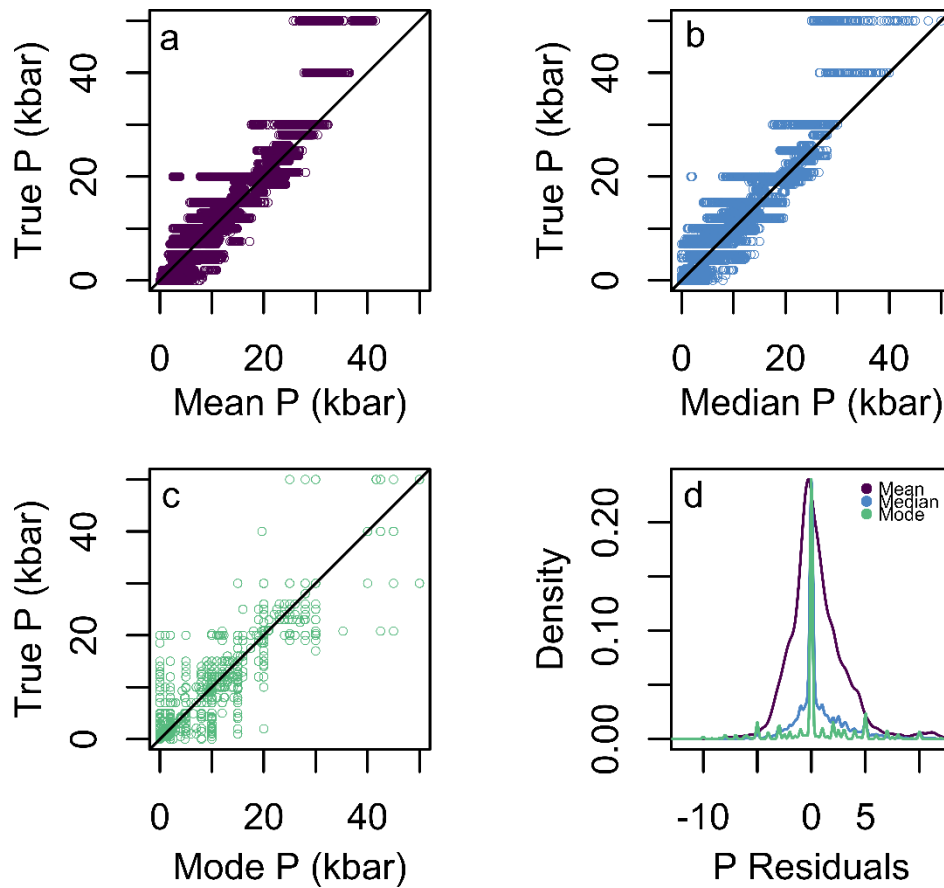 a
True P (kbar)
0 20 40
0 20 40
Mean P (kbar)
b
True P (kbar)
0 20 40
0 20 40
Median P (kbar)
c
True P (kbar)
0 20 40
0 20 40
Mode P (kbar)
d
Mean
Median
Mode
Density
0.00 0.10 0.20
-10 0 5
P Residuals